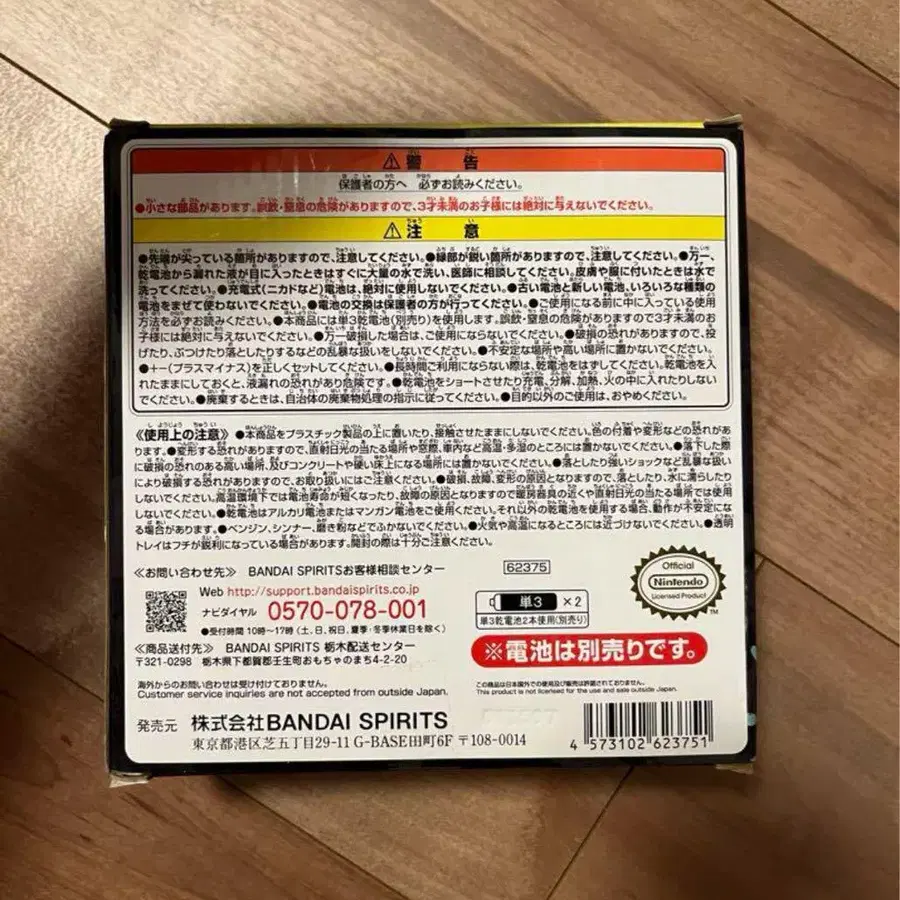 ⚠警告
保護者の方へ 必ずお読みください。
●小さな部品があります。誤飲・窒息の危険がありますので、3才未満のお子様には絶対に与えないでください。
⚠注意
●先端が尖っている箇所がありますので、注意してください。●縁部が鋭い箇所がありますので、注意してください。●万一、
乾電池から漏れた液が目に入ったときはすぐに大量の水で洗い、医師に相談してください。皮膚や服に付いたときは水で
洗ってください。●充電式(ニカドなど)電池は、絶対に使用しないでください。●古い電池と新しい電池、いろいろな種類の
電池をまぜて使わないでください。●電池の交換は保護者の方が行ってください。●ご使用になる前に中に入っている使用
方法を必ずお読みください。●本商品には単3乾電池(別売り)を使用します。誤飲・窒息の危険がありますので3才未満のお
子様には絶対に与えないでください。●万一破損した場合は、ご使用にならないでください。●破損の恐れがありますので、投
げたり、ぶつけたり落としたりするなどの乱暴な扱いをしないでください。●不安定な場所や高い場所に置かないでください。
●+−(プラスマイナス)を正しくセットしてください。●長時間ご利用にならない際は、乾電池をはずしてください。乾電池を入
れたままにしておくと、液漏れの恐れがあり危険です。●乾電池をショートさせたり充電、分解、加熱、火の中に入れたりしない
でください。●廃棄するときは、自治体の廃棄物処理の指示に従ってください。●目的以外のご使用は、おやめください。
《使用上の注意》●本商品をプラスチック製品の上に置いたり、接触させたままにしないでください。色の付着や変形などの恐れがあ
ります。●変形する恐れがありますので、直射日光の当たる場所や窓際、車内など高温・多湿のところには置かないでください。●落下した際
に破損の恐れのある高い場所、及びコンクリートや硬い床上になる場所には置かないでください。●落としたり強いショックなど乱暴な扱い
により破損する恐れがありますので、お取り扱いにはご注意ください。●破損、故障、変形の原因となりますので、落としたり、水に濡らしたり
しないでください。高温環境下では電池寿命が短くなったり、故障の原因となりますので暖房器具の近くや直射日光の当たる場所では使用
しないでください。●乾電池はアルカリ電池またはマンガン電池をご使用ください。それ以外の乾電池を使用する場合、動作が不安定にな
る場合があります。●ベンジン、シンナー、磨き粉などでふかないでください。●火気や高温になるところには近づけないでください。●透明
トレイはフチが鋭利になっている場合があります。開封の際は十分ご注意ください。
《お問い合わせ先》 BANDAI SPIRITSお客様相談センター
62375
Web http://support.bandaispirits.co.jp
ナビダイヤル 0570-078-001
●受付時間 10時〜17時(土、日、祝日、夏季・冬季休業日を除く)
単3 ×2
単3乾電池2本使用(別売り)
Official
Nintendo
Licensed Product
TM
《商品送付先》 BANDAI SPIRITS 栃木配送センター
〒321-0298 栃木県下都賀郡壬生町おもちゃのまち4-2-20
※電池は別売りです。
海外からのお問い合わせは受け付けておりません。
Customer service inquiries are not accepted from outside Japan.
この商品は日本国外での使用及び販売は許諾されておりません。
This product is not licensed for the use and sale outside Japan.
発売元 株式会社BANDAI SPIRITS
東京都港区芝五丁目29-11 G-BASE田町6F 〒108-0014
4 573102 623751